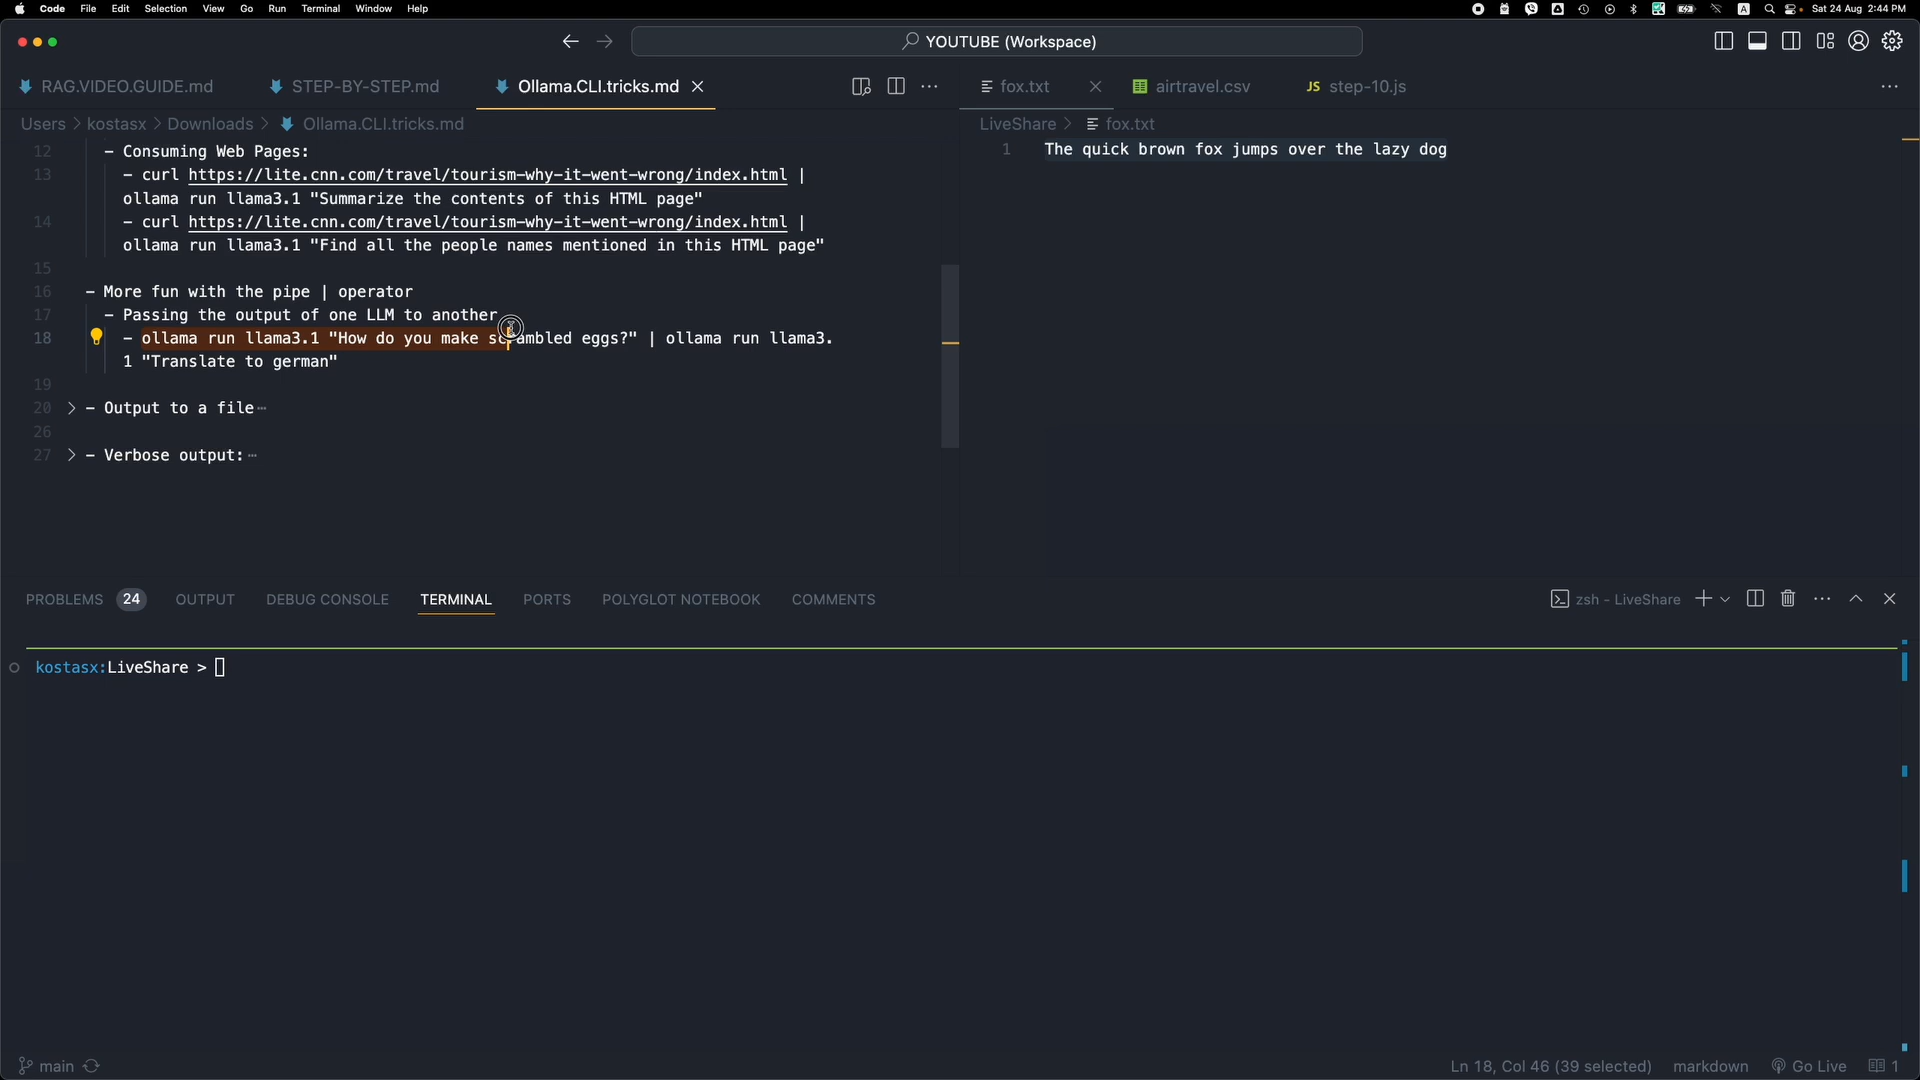 Code File Edit Selection View Go Run Terminal Window Help
A Sat 24 Aug 2:44 PM
YOUTUBE (Workspace)
RAG.VIDEO.GUIDE.md STEP-BY-STEP.md Ollama.CLI.tricks.md
fox.txt airtravel.csv JS step-10.js
Users > kostasx > Downloads > Ollama.CLI.tricks.md
LiveShare > fox.txt
12 - Consuming Web Pages:
13 - curl https://lite.cnn.com/travel/tourism-why-it-went-wrong/index.html |
ollama run llama3.1 "Summarize the contents of this HTML page"
14 - curl https://lite.cnn.com/travel/tourism-why-it-went-wrong/index.html |
ollama run llama3.1 "Find all the people names mentioned in this HTML page"
15
16 - More fun with the pipe | operator
17 - Passing the output of one LLM to another
18 - ollama run llama3.1 "How do you make scrambled eggs?" | ollama run llama3.
1 "Translate to german"
19
20 > - Output to a file…
26
27 > - Verbose output:…
1 The quick brown fox jumps over the lazy dog
PROBLEMS 24 OUTPUT DEBUG CONSOLE TERMINAL PORTS POLYGLOT NOTEBOOK COMMENTS
zsh - LiveShare
kostasx:LiveShare >
main
Ln 18, Col 46 (39 selected) markdown Go Live 1